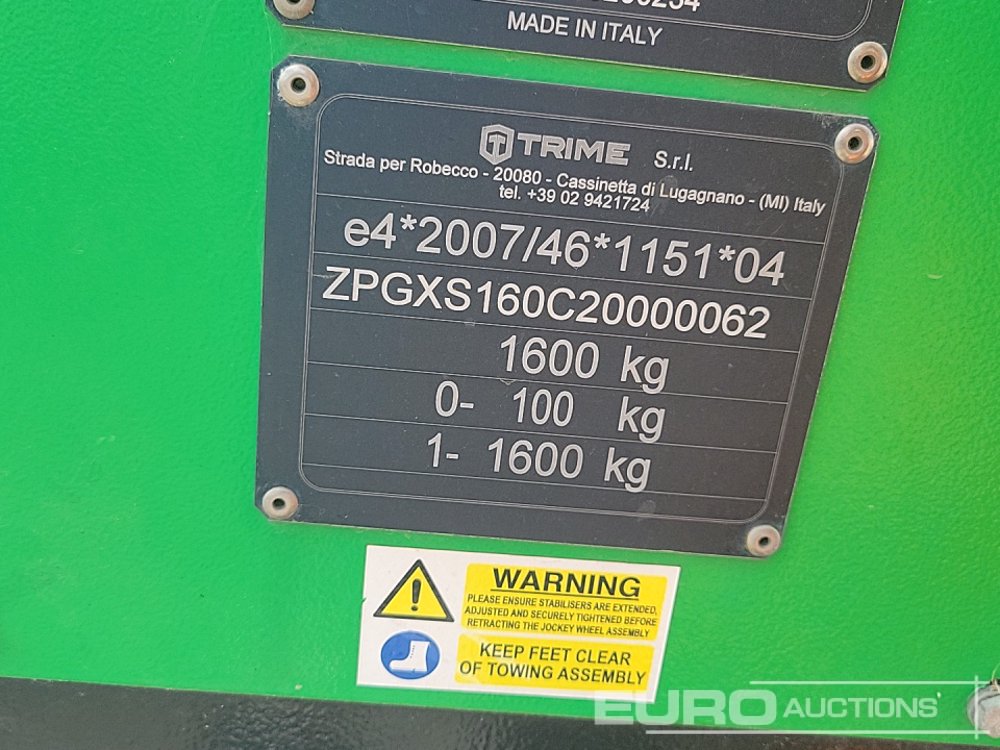 MADE IN ITALY
TRIME S.r.l.
Strada per Robecco - 20080 - Cassinetta di Lugagnano - (MI) Italy
tel. +39 02 9421724
e4*2007/46*1151*04
ZPGXS160C20000062
1600 kg
0- 100 kg
1- 1600 kg
WARNING
PLEASE ENSURE STABILISERS ARE EXTENDED,
ADJUSTED AND SECURELY TIGHTENED BEFORE
RETRACTING THE JOCKEY WHEEL ASSEMBLY
KEEP FEET CLEAR
OF TOWING ASSEMBLY
EURO AUCTIONS